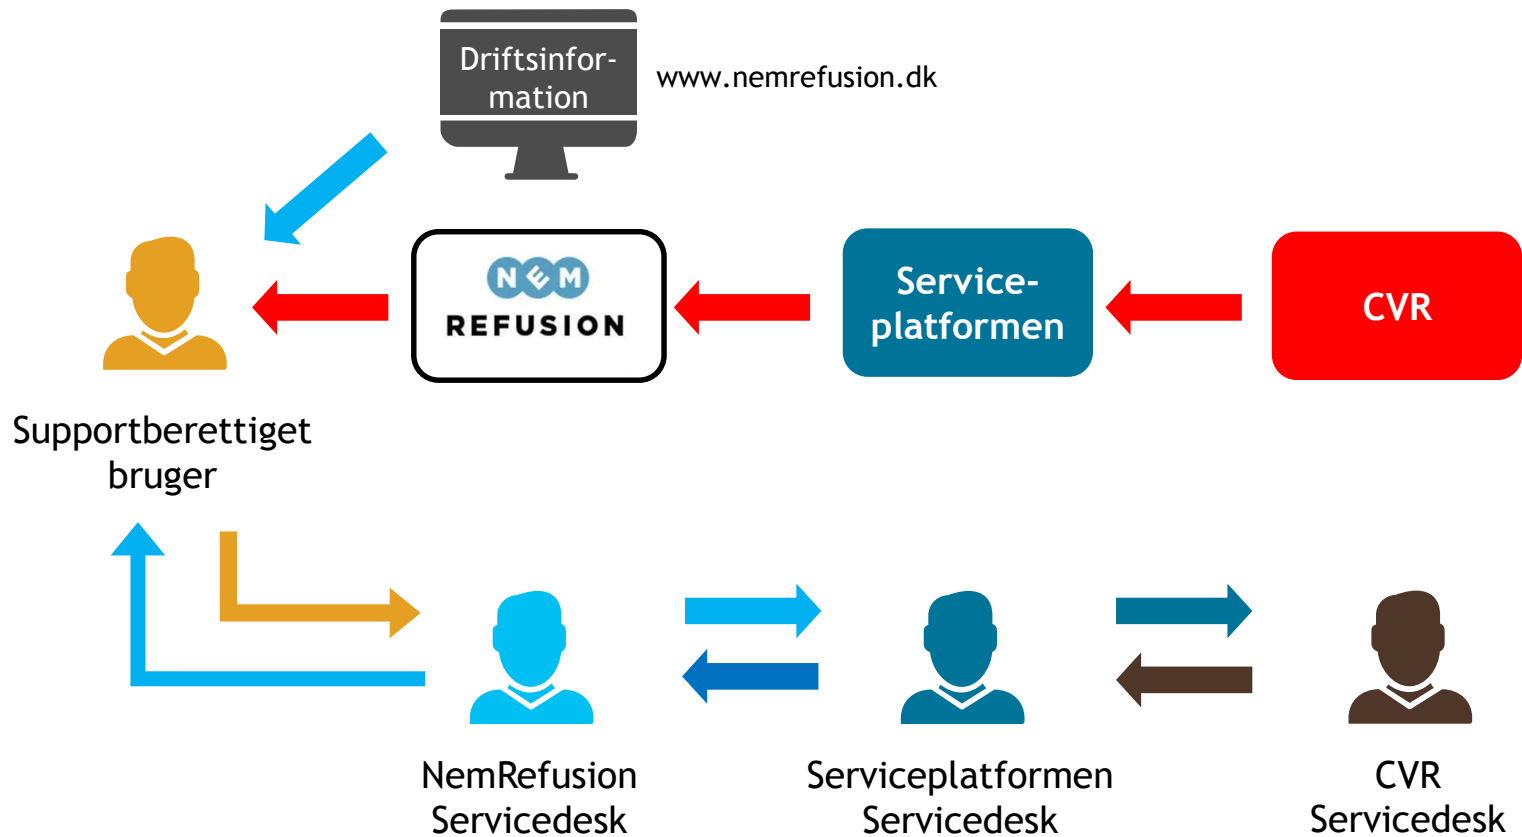 Driftsinfor-
mation
www.nemrefusion.dk
NEM
REFUSION
Service-
platformen
CVR
Supportberettiget
bruger
NemRefusion
Servicedesk
Serviceplatformen
Servicedesk
CVR
Servicedesk